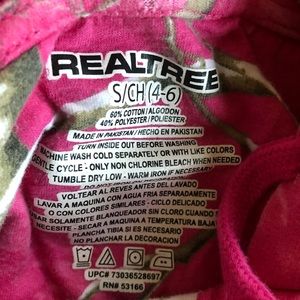 REALTREE
S/CH (4-6)
60% COTTON/ALGODON
40% POLYESTER/POLIESTER
MADE IN PAKISTAN/HECHO EN PAKISTAN
TURN INSIDE OUT BEFORE WASHING
MACHINE WASH COLD SEPARATELY OR WITH LIKE COLORS
GENTLE CYCLE - ONLY NON CHLORINE BLEACH WHEN NEEDED
TUMBLE DRY LOW - WARM IRON IF NECESSARY
VOLTEAR AL REVES ANTES DEL LAVADO
LAVAR A MAQUINA CON AGUA FRIA SEPARADAMENTE
O CON COLORES SIMILARES - CICLO DELICADO
USAR SOLAMENTE BLANQUEADOR SIN CLORO CUANDO SEA
NECESITE - SECAR A MAQUINA A TEMPERATURA BAJA
PLANCHA TIBIA SI ES NECESARIO
NO PLANCHAR LA DECORACION
UPC# 73036528697
RN# 53166